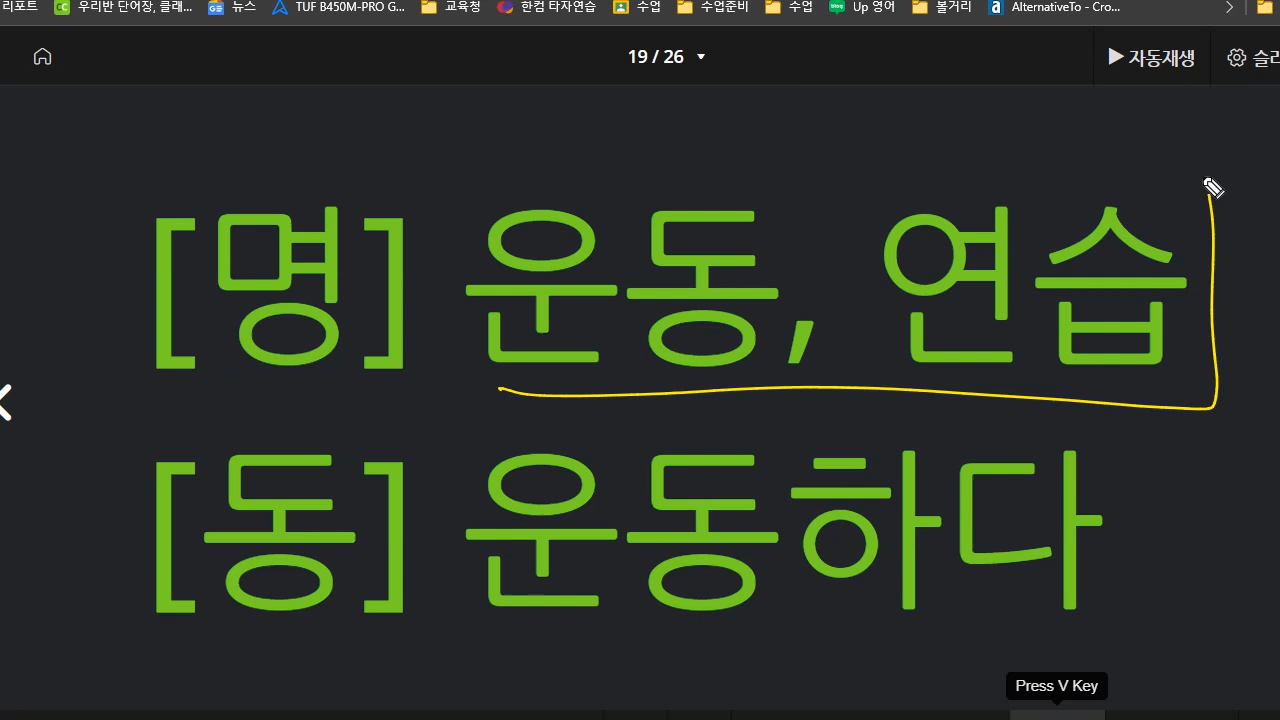 리포트 우리반 단어장, 클래... 뉴스 TUF B450M-PRO G... 교육청 한컴 타자연습 수업 수업준비 수업 Up 영어 볼거리 AlternativeTo - Cro...
19 / 26 자동재생 슬라
[명] 운동, 연습
[동] 운동하다
Press V Key